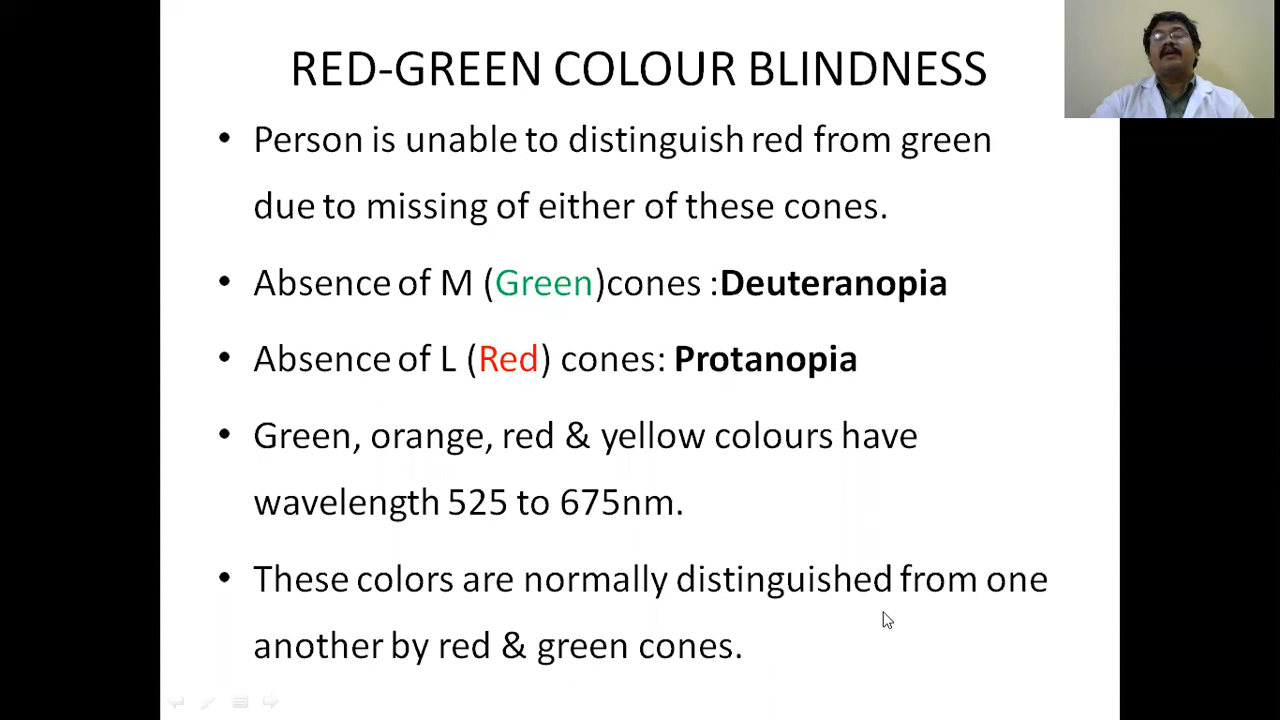 RED-GREEN COLOUR BLINDNESS
• Person is unable to distinguish red from green
due to missing of either of these cones.
• Absence of M (Green)cones :Deuteranopia
• Absence of L (Red) cones: Protanopia
• Green, orange, red & yellow colours have
wavelength 525 to 675nm.
• These colors are normally distinguished from one
another by red & green cones.